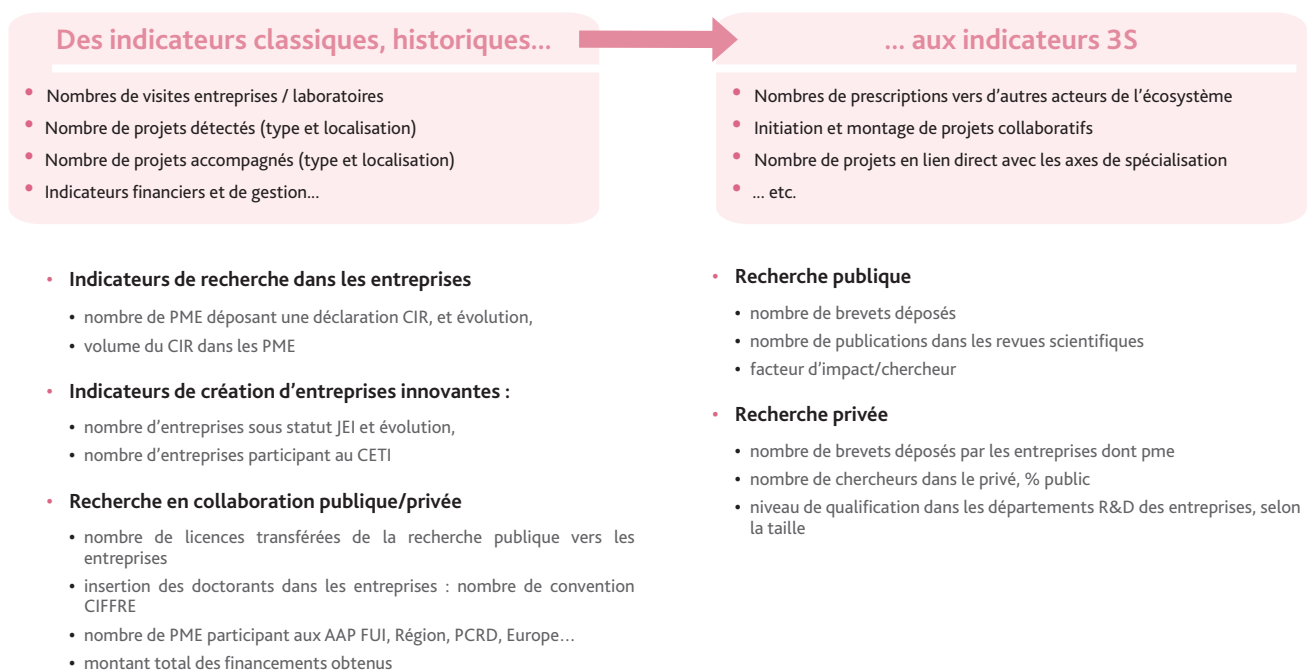 Des indicateurs classiques, historiques...
• Nombres de visites entreprises / laboratoires
• Nombre de projets détectés (type et localisation)
• Nombre de projets accompagnés (type et localisation)
• Indicateurs financiers et de gestion...
... aux indicateurs 3S
• Nombres de prescriptions vers d'autres acteurs de l'écosystème
• Initiation et montage de projets collaboratifs
• Nombre de projets en lien direct avec les axes de spécialisation
• ... etc.
• Indicateurs de recherche dans les entreprises
• nombre de PME déposant une déclaration CIR, et évolution,
• volume du CIR dans les PME
• Indicateurs de création d'entreprises innovantes :
• nombre d'entreprises sous statut JEI et évolution,
• nombre d'entreprises participant au CETI
• Recherche en collaboration publique/privée
• nombre de licences transférées de la recherche publique vers les
entreprises
• insertion des doctorants dans les entreprises : nombre de convention
CIFFRE
• nombre de PME participant aux AAP FUI, Région, PCRD, Europe...
• montant total des financements obtenus
• Recherche publique
• nombre de brevets déposés
• nombre de publications dans les revues scientifiques
• facteur d'impact/chercheur
• Recherche privée
• nombre de brevets déposés par les entreprises dont pme
• nombre de chercheurs dans le privé, % public
• niveau de qualification dans les départements R&D des entreprises, selon
la taille